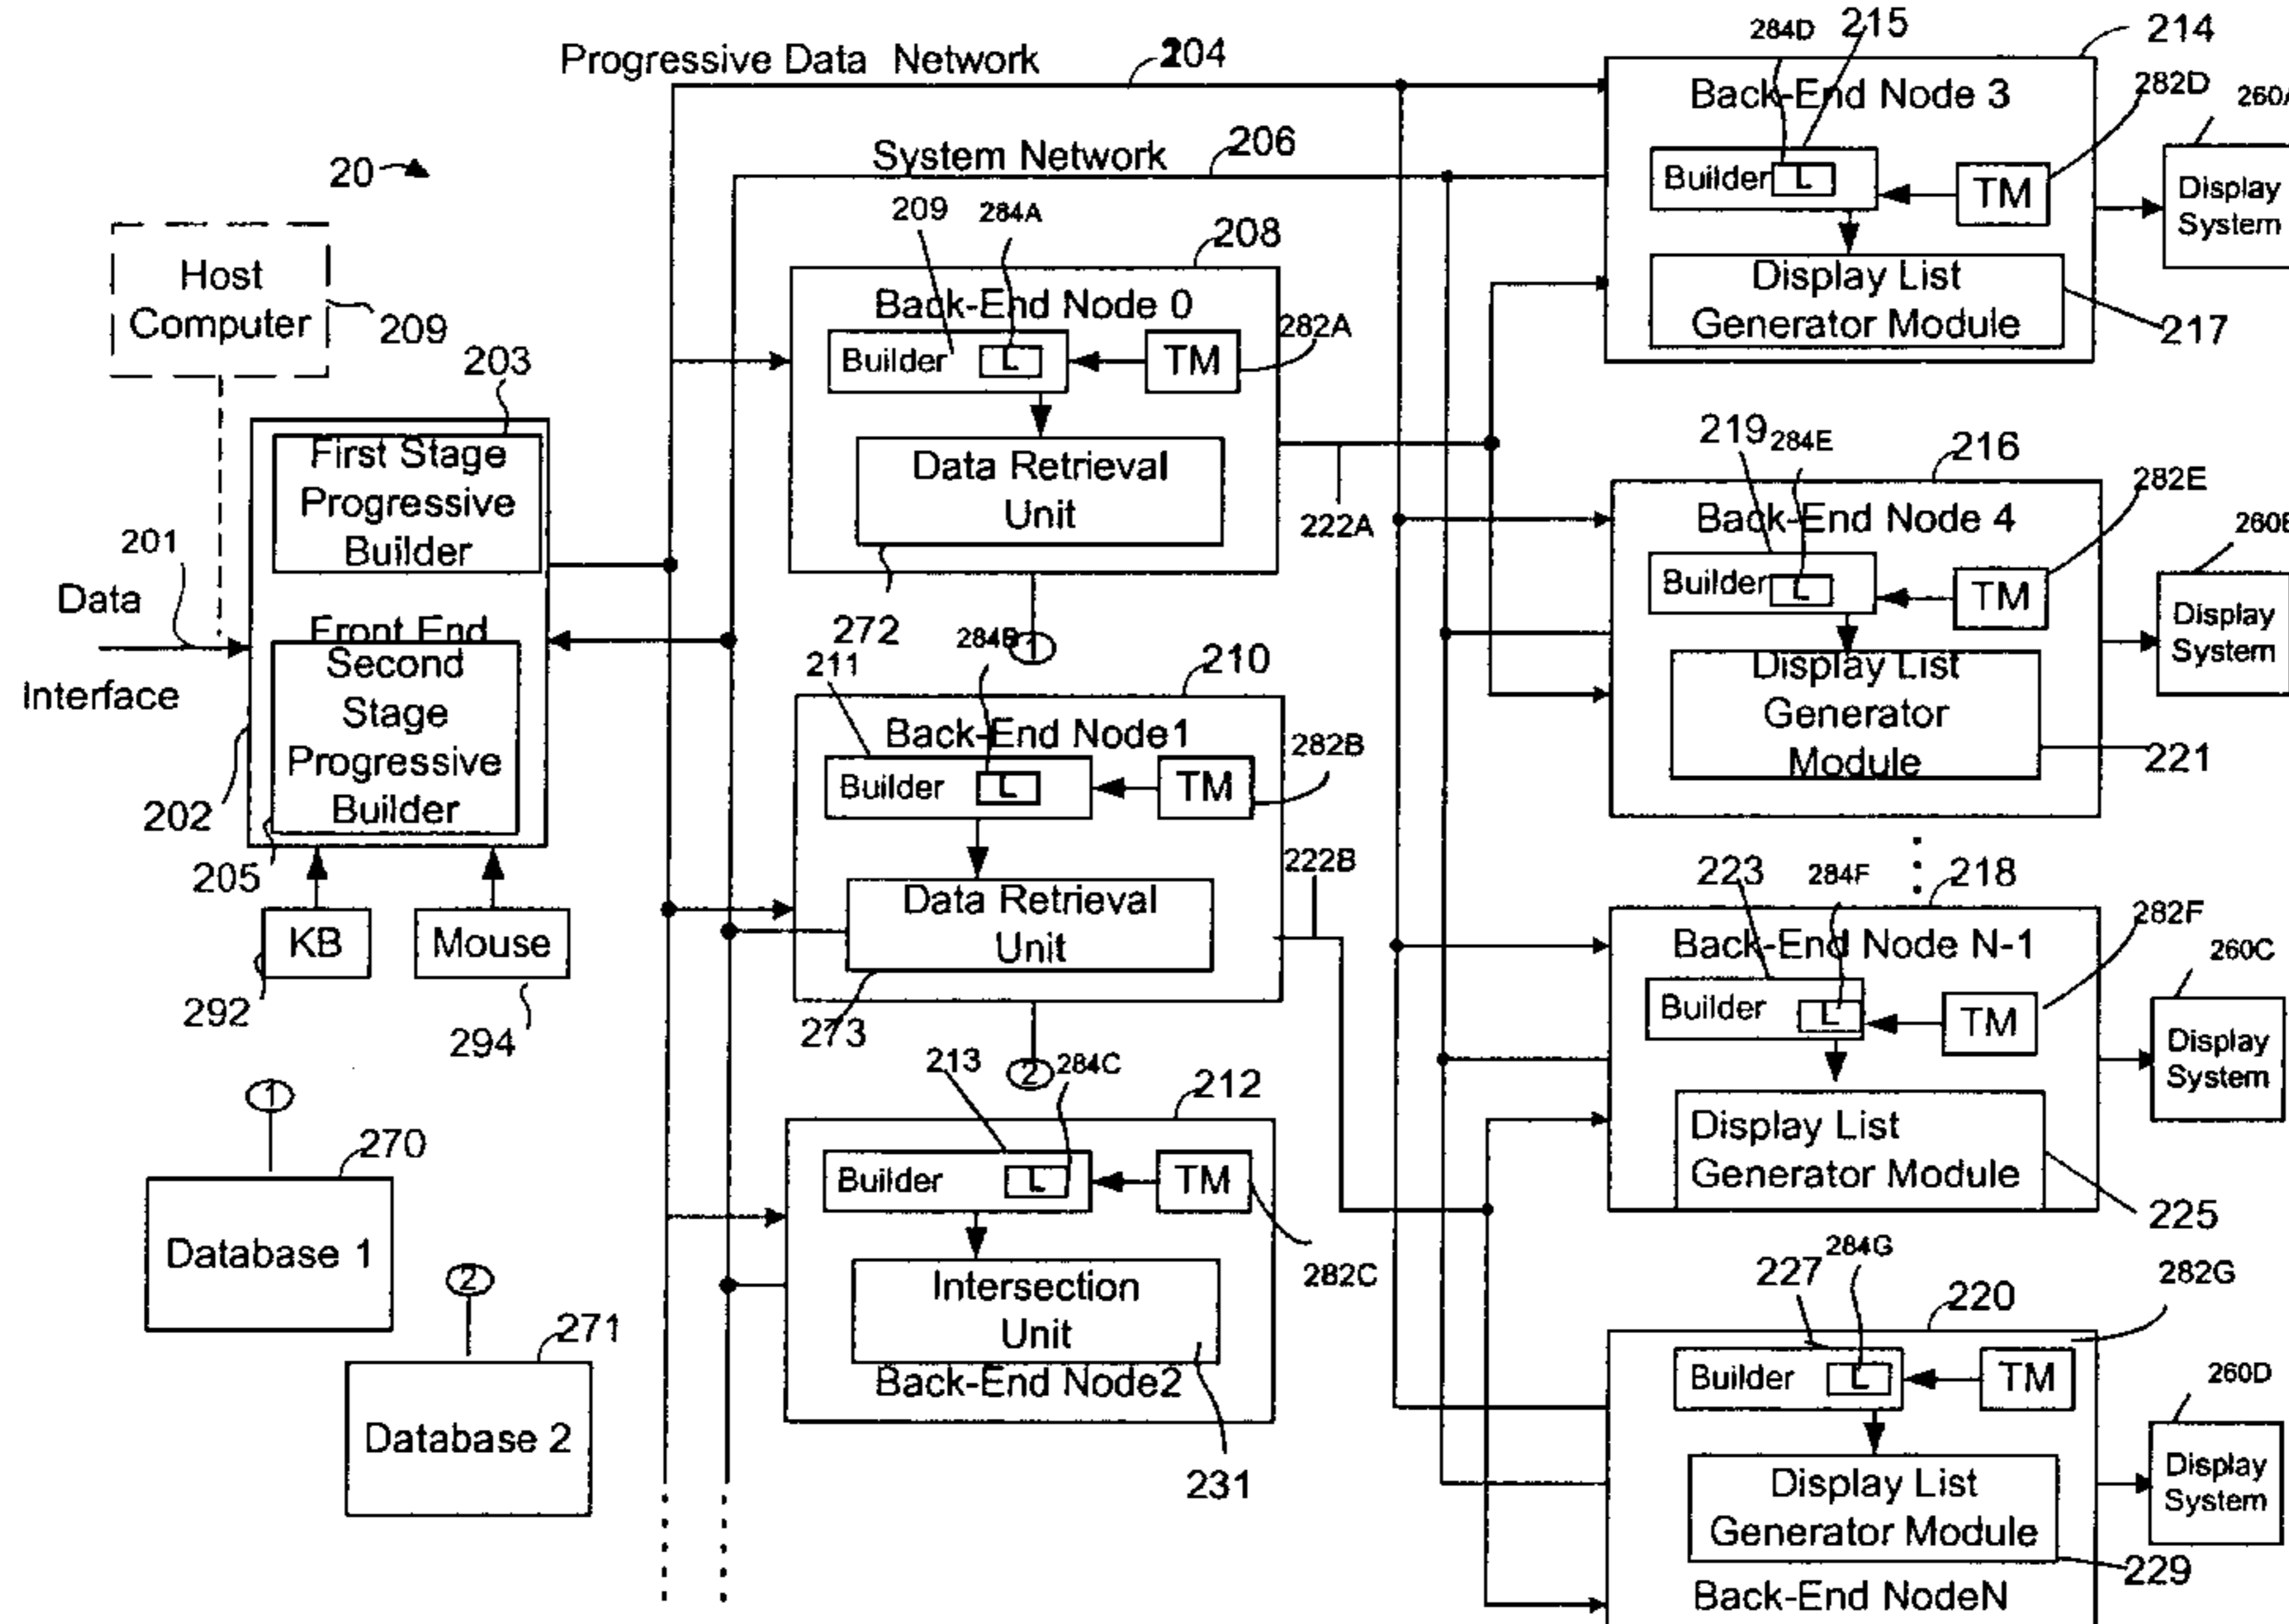 Progressive Data Network
204
System Network
206
20
Host
Computer
209
203
First Stage
Progressive
Builder
201
Data
Interface
Front End
Second
Stage
Progressive
Builder
202
205
KB
Mouse
292
294
1
270
Database 1
2
271
Database 2
209
284A
208
Back-End Node 0
Builder
L
TM
282A
Data Retrieval
Unit
272
1
222A
211
284B
210
Back-End Node1
Builder
L
TM
282B
Data Retrieval
Unit
273
2
222B
213
284C
212
Builder
L
TM
282C
Intersection
Unit
Back-End Node2
231
284D
215
214
Back-End Node 3
282D
260A
Builder
L
TM
Display
System
Display List
Generator Module
217
219
284E
216
Back-End Node 4
282E
Builder
L
TM
Display
System
Display List
Generator
Module
221
223
284F
218
Back-End Node N-1
282F
260C
Builder
L
TM
Display
System
Display List
Generator Module
225
227
284G
220
282G
260D
Builder
L
TM
Display
System
Display List
Generator Module
229
Back-End NodeN